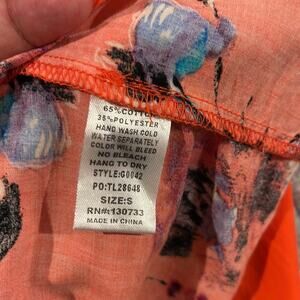 65%COTTON
35%POLYESTER
HAND WASH COLD
WATER SEPARATELY
COLOR WILL BLEED
NO BLEACH
HANG TO DRY
STYLE:G0042
PO:TL28648
SIZE:S
RN#:130733
MADE IN CHINA